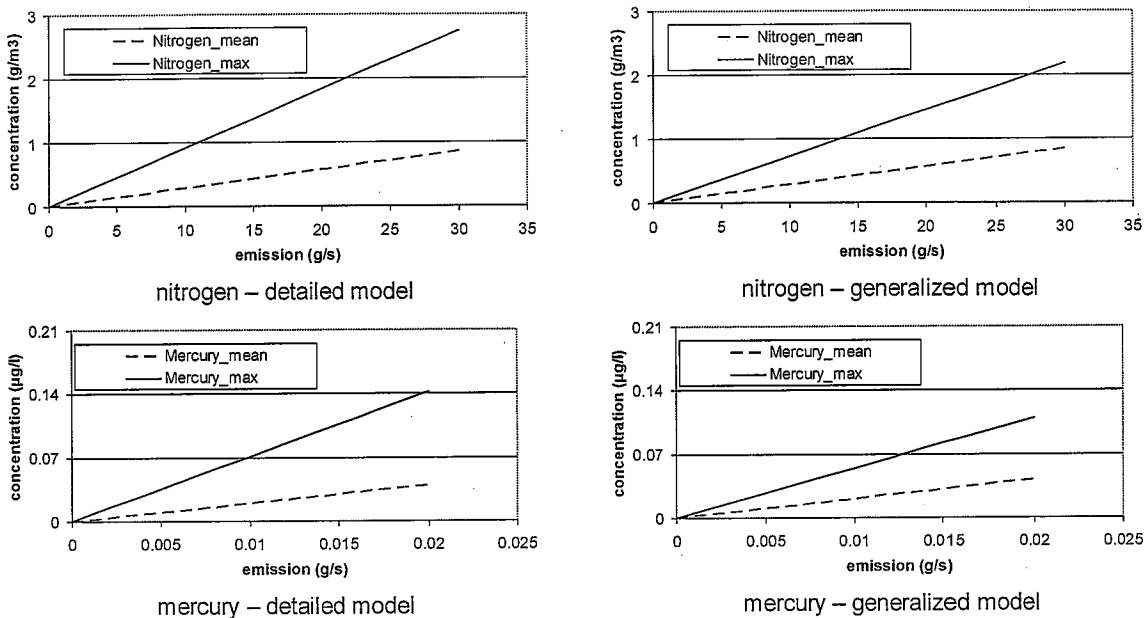 concentration (g/m3)
3
2
1
0
Nitrogen_mean
Nitrogen_max
0 5 10 15 20 25 30 35
emission (g/s)
nitrogen – detailed model
concentration (g/m3)
3
2
1
0
Nitrogen_mean
Nitrogen_max
0 5 10 15 20 25 30 35
emission (g/s)
nitrogen – generalized model
concentration (µg/l)
0.21
0.14
0.07
0
Mercury_mean
Mercury_max
0 0.005 0.01 0.015 0.02 0.025
emission (g/s)
mercury – detailed model
concentration (µg/l)
0.21
0.14
0.07
0
Mercury_mean
Mercury_max
0 0.005 0.01 0.015 0.02 0.025
emission (g/s)
mercury – generalized model